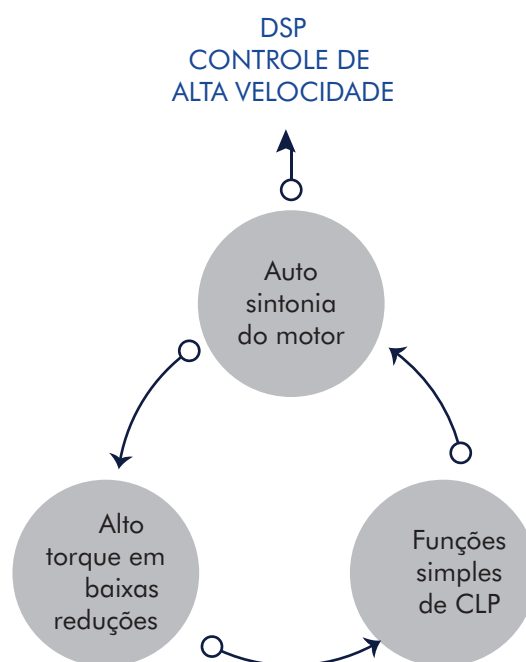 DSP
CONTROLE DE
ALTA VELOCIDADE
Auto
sintonia
do motor
Alto
torque em
baixas
reduções
Funções
simples
de CLP